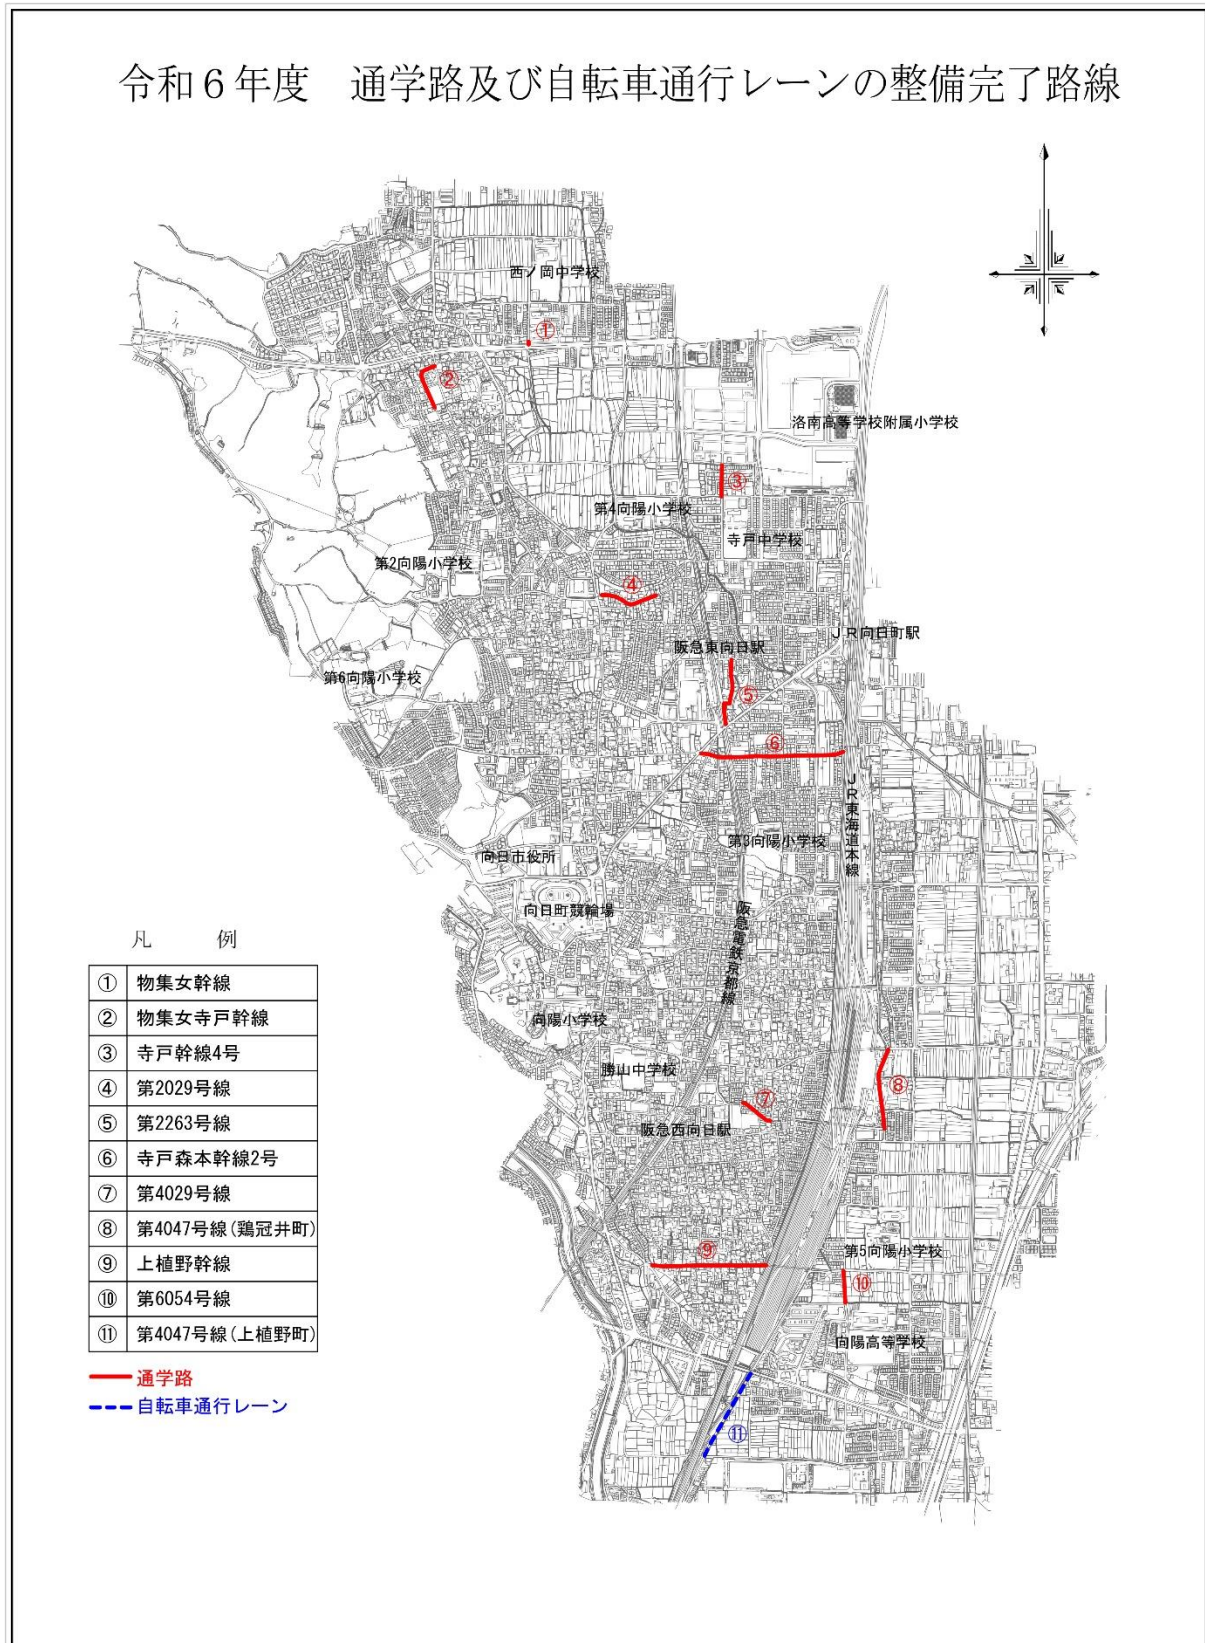 令和６年度　通学路及び自転車通行レーンの整備完了路線
西ノ岡中学校
①
②
洛南高等学校附属小学校
③
第4向陽小学校
寺戸中学校
第2向陽小学校
④
ＪＲ向日町駅
阪急東向日駅
第6向陽小学校
⑤
⑥
ＪＲ東海道本線
第3向陽小学校
向日市役所
向日町競輪場
阪急電鉄京都線
向陽小学校
勝山中学校
⑧
⑦
阪急西向日駅
⑨
第5向陽小学校
⑩
向陽高等学校
⑪
凡　例
① 物集女幹線
② 物集女寺戸幹線
③ 寺戸幹線4号
④ 第2029号線
⑤ 第2263号線
⑥ 寺戸森本幹線2号
⑦ 第4029号線
⑧ 第4047号線(鶏冠井町)
⑨ 上植野幹線
⑩ 第6054号線
⑪ 第4047号線(上植野町)
通学路
自転車通行レーン